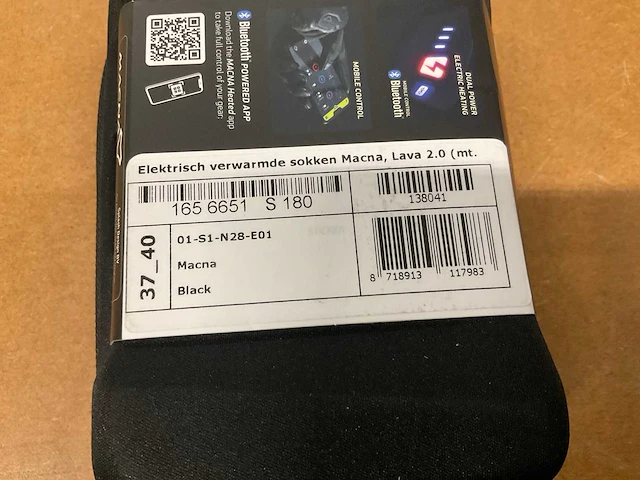 Bluetooth POWERED APP
Download the MACNA Heated app
to take full control of your gear
MOBILE CONTROL
MOBILE CONTROL
Bluetooth
DUAL POWER
ELECTRIC HEATING
Elektrisch verwarmde sokken Macna, Lava 2.0 (mt.
165 6651 S 180
138041
37_40
01-S1-N28-E01
Macna
Black
8 718913 117983